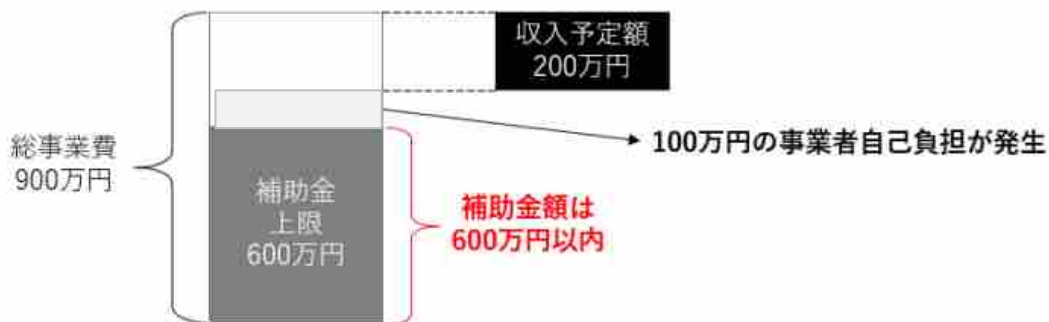 収入予定額
200万円
総事業費
900万円
100万円の事業者自己負担が発生
補助金
上限
600万円
補助金額は
600万円以内